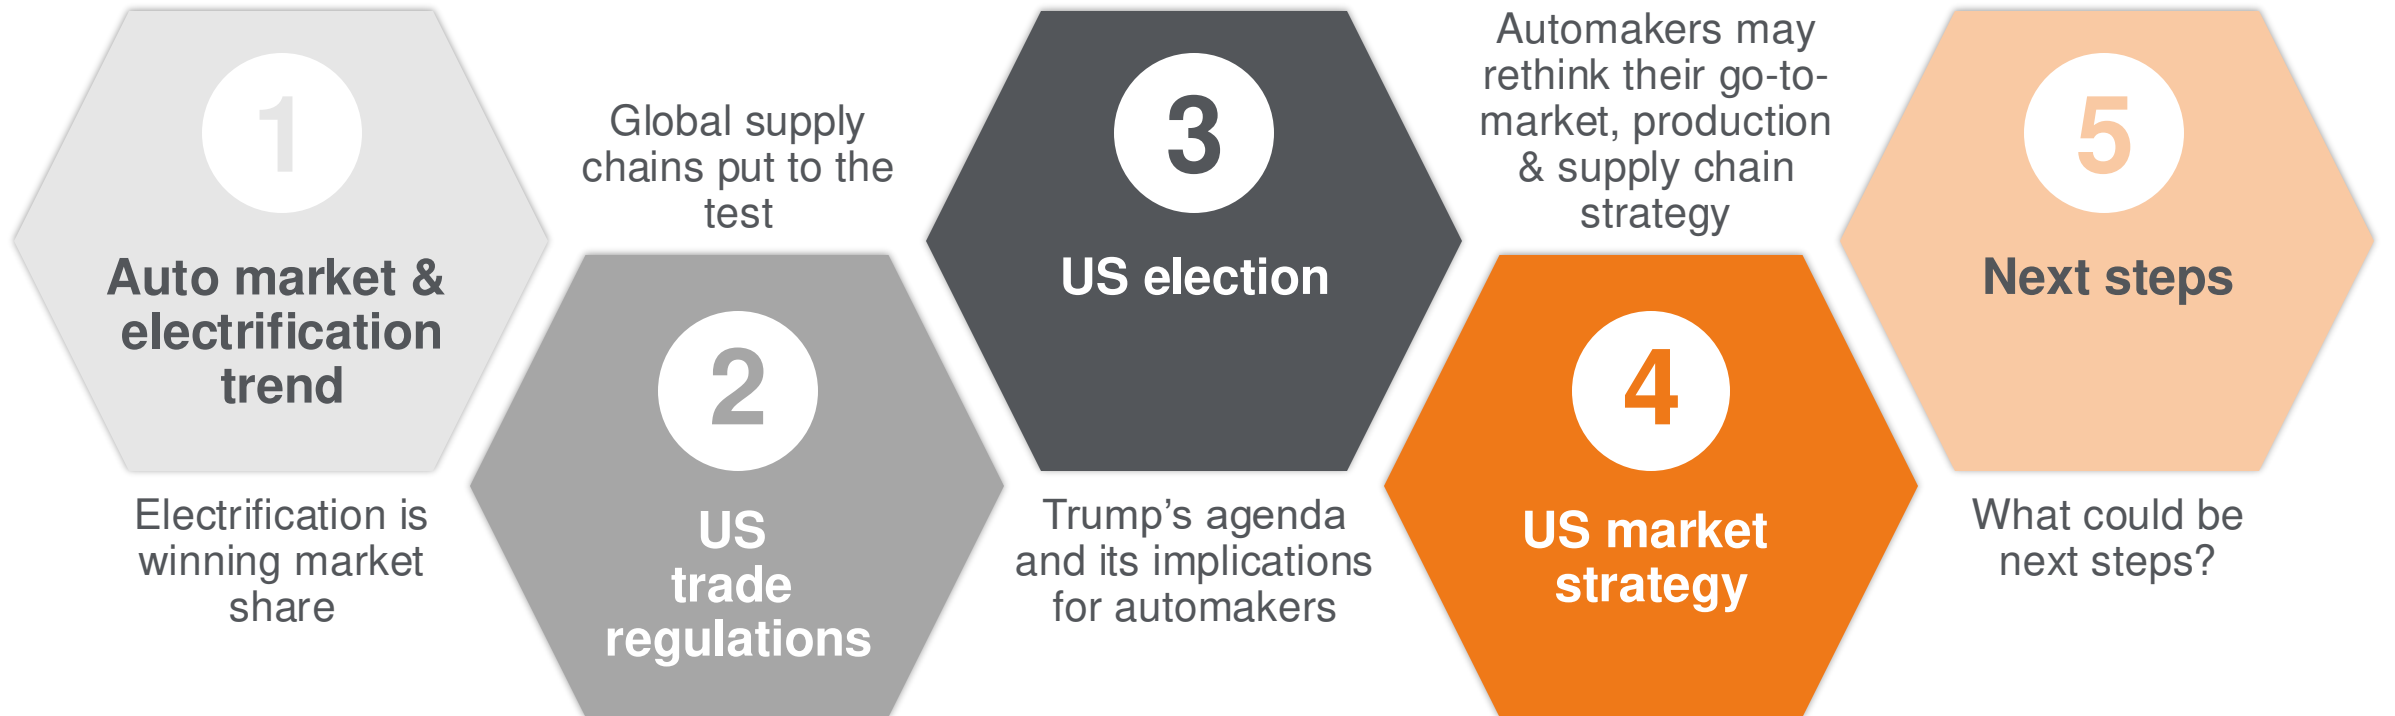 1
Auto market &
electrification
trend
Electrification is
winning market
share
Global supply
chains put to the
test
2
US
trade
regulations
3
US election
Trump’s agenda
and its implications
for automakers
Automakers may
rethink their go-to-
market, production
& supply chain
strategy
4
US market
strategy
5
Next steps
What could be
next steps?